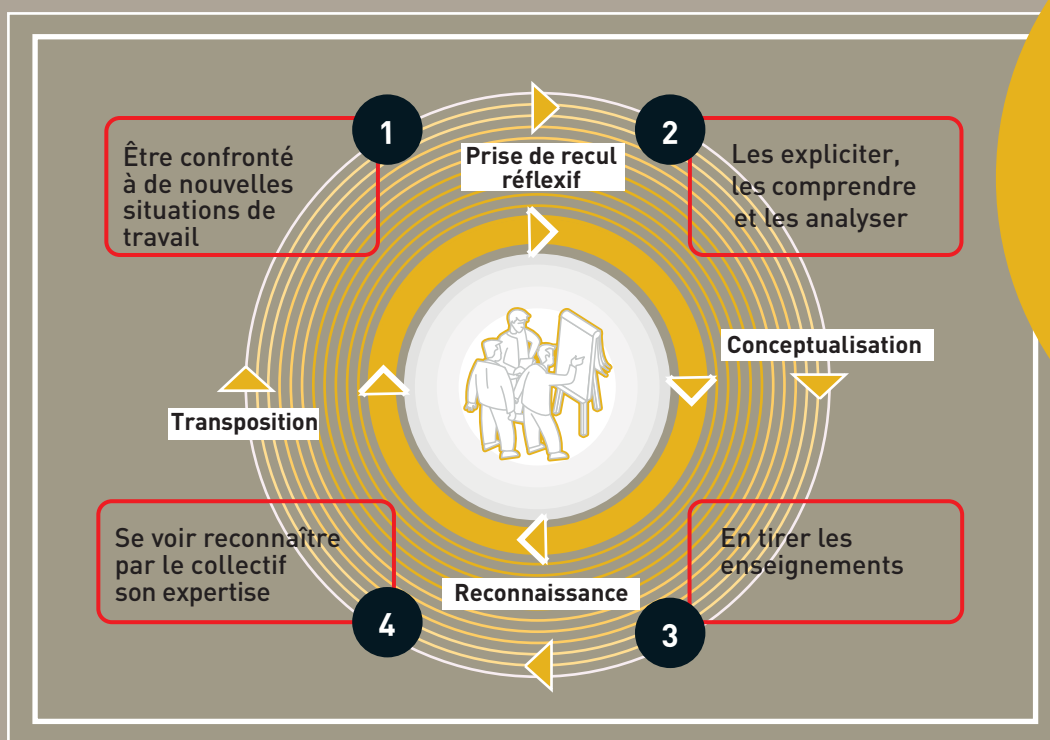 1
Être confronté
à de nouvelles
situations de
travail
Prise de recul
réflexif
2
Les expliciter,
les comprendre
et les analyser
Conceptualisation
3
En tirer les
enseignements
Reconnaissance
4
Se voir reconnaître
par le collectif
son expertise
Transposition